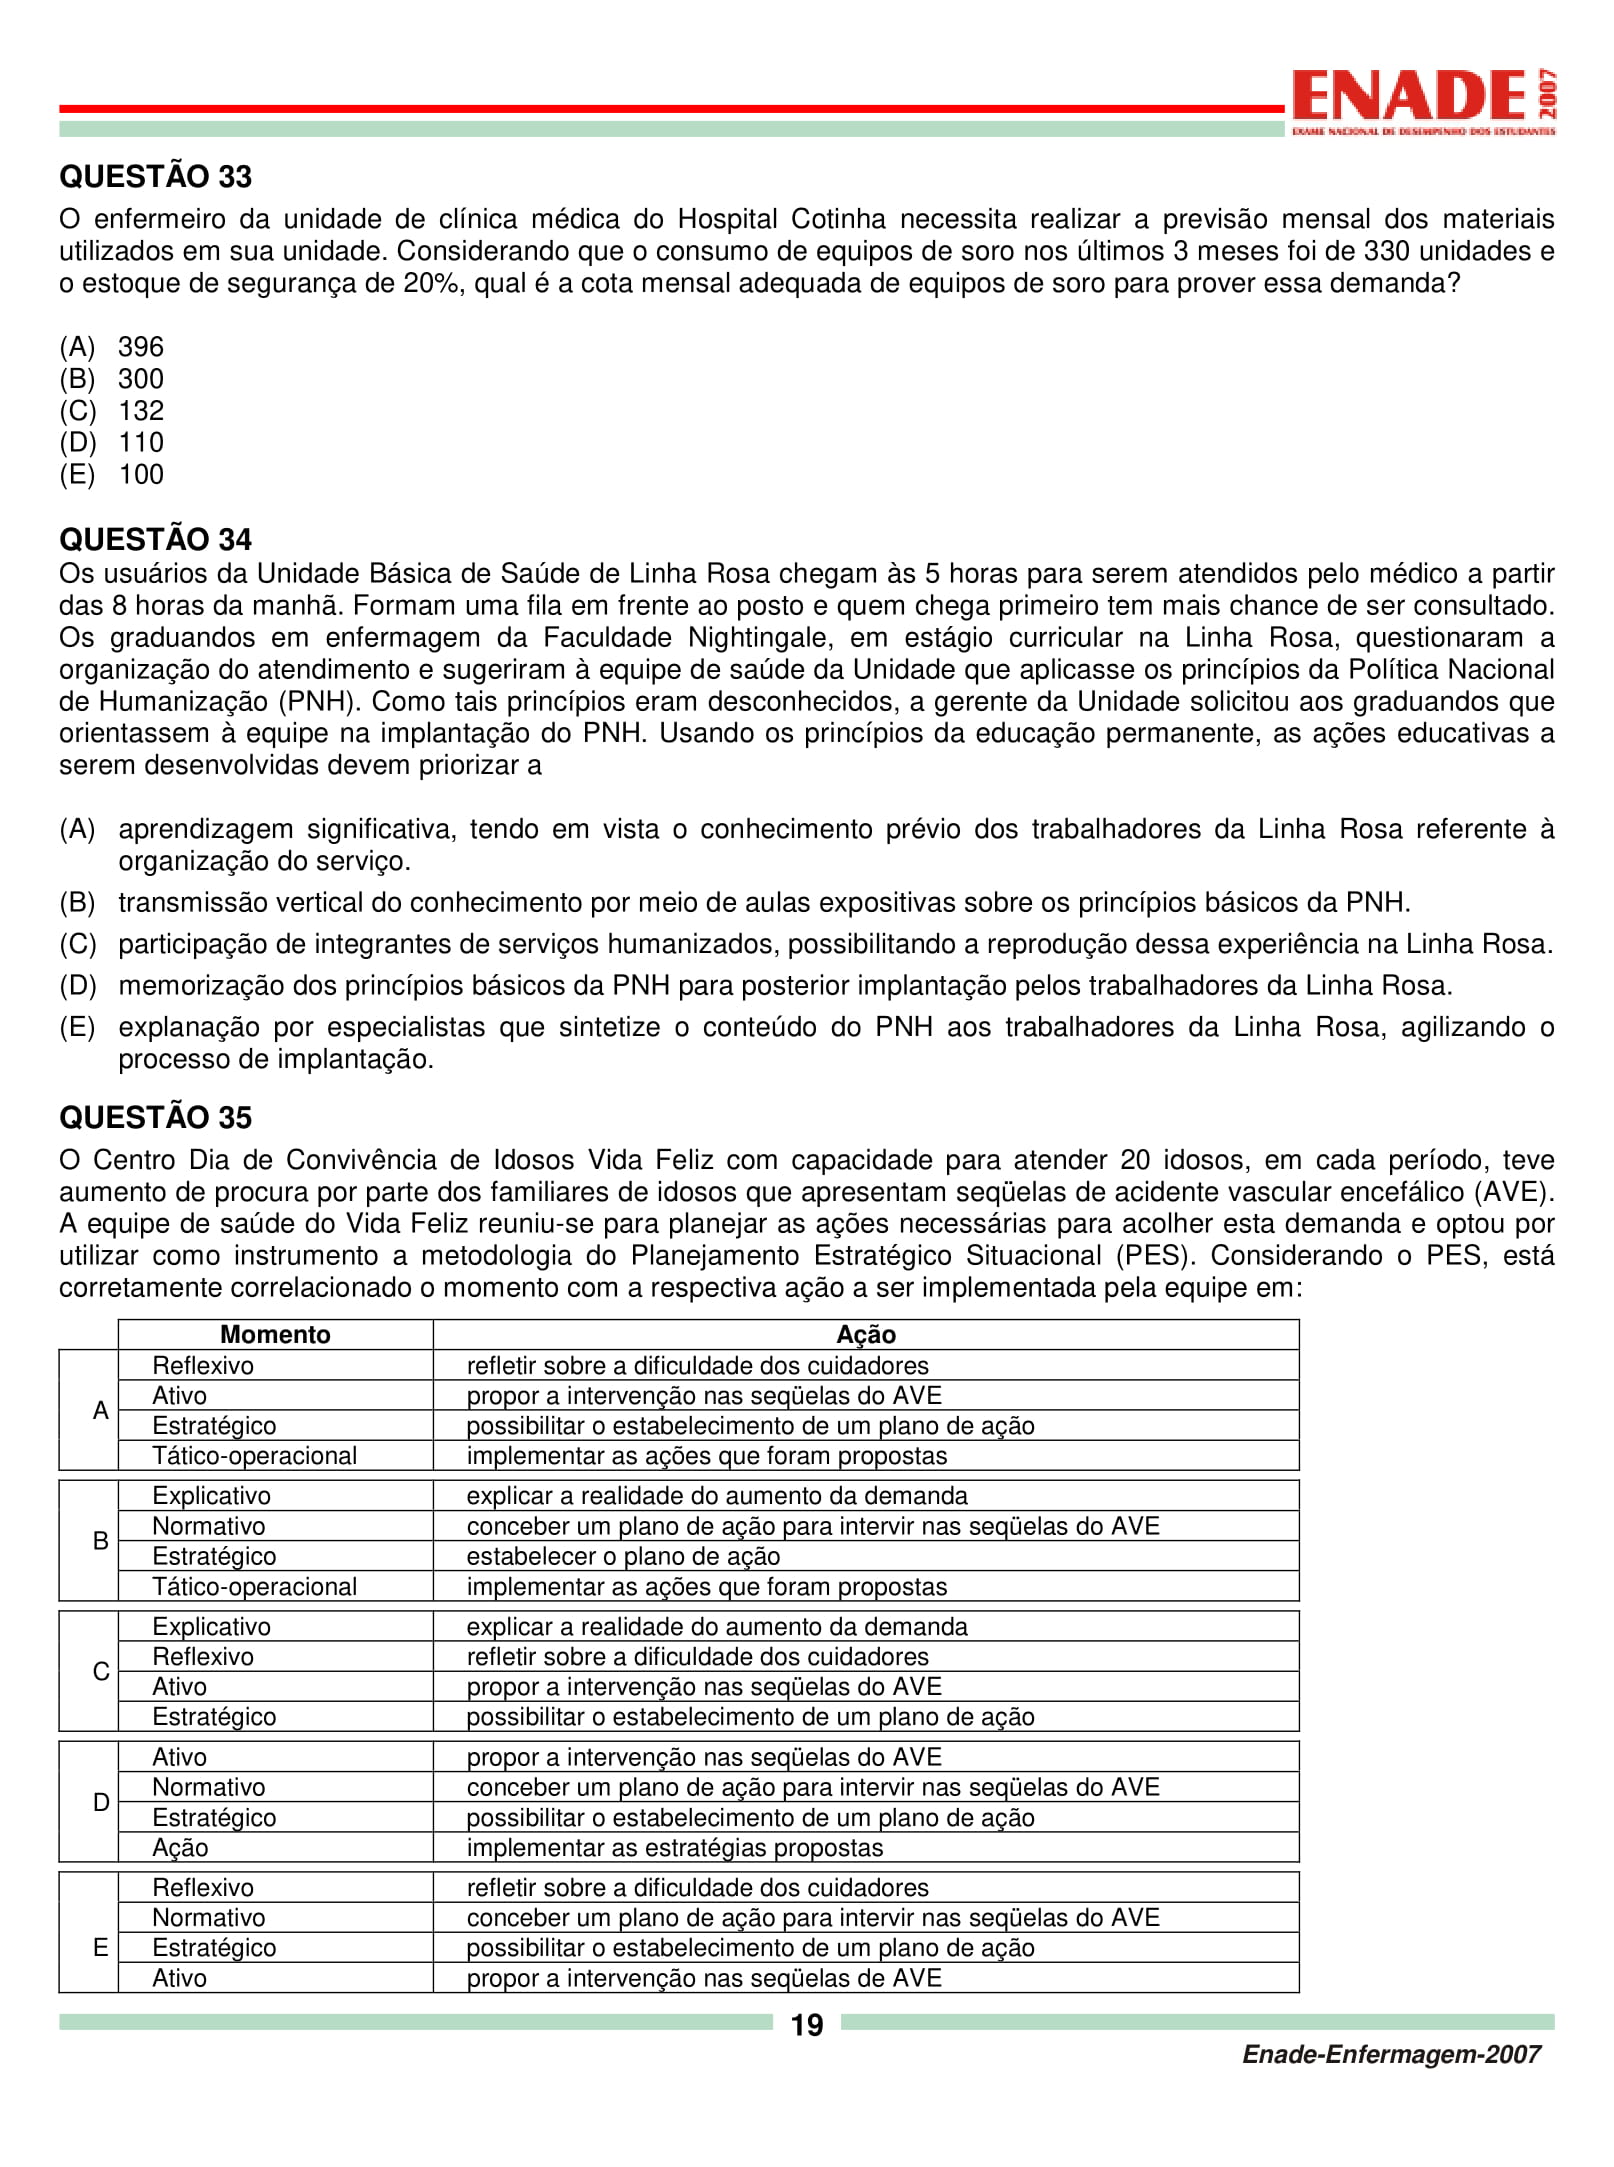 ENADE 2007
EXAME NACIONAL DE DESEMPENHO DOS ESTUDANTES
QUESTÃO 33
O enfermeiro da unidade de clínica médica do Hospital Cotinha necessita realizar a previsão mensal dos materiais
utilizados em sua unidade. Considerando que o consumo de equipos de soro nos últimos 3 meses foi de 330 unidades e
o estoque de segurança de 20%, qual é a cota mensal adequada de equipos de soro para prover essa demanda?
(A) 396
(B) 300
(C) 132
(D) 110
(E) 100
QUESTÃO 34
Os usuários da Unidade Básica de Saúde de Linha Rosa chegam às 5 horas para serem atendidos pelo médico a partir
das 8 horas da manhã. Formam uma fila em frente ao posto e quem chega primeiro tem mais chance de ser consultado.
Os graduandos em enfermagem da Faculdade Nightingale, em estágio curricular na Linha Rosa, questionaram a
organização do atendimento e sugeriram à equipe de saúde da Unidade que aplicasse os princípios da Política Nacional
de Humanização (PNH). Como tais princípios eram desconhecidos, a gerente da Unidade solicitou aos graduandos que
orientassem à equipe na implantação do PNH. Usando os princípios da educação permanente, as ações educativas a
serem desenvolvidas devem priorizar a
(A) aprendizagem significativa, tendo em vista o conhecimento prévio dos trabalhadores da Linha Rosa referente à
organização do serviço.
(B) transmissão vertical do conhecimento por meio de aulas expositivas sobre os princípios básicos da PNH.
(C) participação de integrantes de serviços humanizados, possibilitando a reprodução dessa experiência na Linha Rosa.
(D) memorização dos princípios básicos da PNH para posterior implantação pelos trabalhadores da Linha Rosa.
(E) explanação por especialistas que sintetize o conteúdo do PNH aos trabalhadores da Linha Rosa, agilizando o
processo de implantação.
QUESTÃO 35
O Centro Dia de Convivência de Idosos Vida Feliz com capacidade para atender 20 idosos, em cada período, teve
aumento de procura por parte dos familiares de idosos que apresentam seqüelas de acidente vascular encefálico (AVE).
A equipe de saúde do Vida Feliz reuniu-se para planejar as ações necessárias para acolher esta demanda e optou por
utilizar como instrumento a metodologia do Planejamento Estratégico Situacional (PES). Considerando o PES, está
corretamente correlacionado o momento com a respectiva ação a ser implementada pela equipe em:
Momento Ação
A
Reflexivo refletir sobre a dificuldade dos cuidadores
Ativo propor a intervenção nas seqüelas do AVE
Estratégico possibilitar o estabelecimento de um plano de ação
Tático-operacional implementar as ações que foram propostas
B
Explicativo explicar a realidade do aumento da demanda
Normativo conceber um plano de ação para intervir nas seqüelas do AVE
Estratégico estabelecer o plano de ação
Tático-operacional implementar as ações que foram propostas
C
Explicativo explicar a realidade do aumento da demanda
Reflexivo refletir sobre a dificuldade dos cuidadores
Ativo propor a intervenção nas seqüelas do AVE
Estratégico possibilitar o estabelecimento de um plano de ação
D
Ativo propor a intervenção nas seqüelas do AVE
Normativo conceber um plano de ação para intervir nas seqüelas do AVE
Estratégico possibilitar o estabelecimento de um plano de ação
Ação implementar as estratégias propostas
E
Reflexivo refletir sobre a dificuldade dos cuidadores
Normativo conceber um plano de ação para intervir nas seqüelas do AVE
Estratégico possibilitar o estabelecimento de um plano de ação
Ativo propor a intervenção nas seqüelas de AVE
19
Enade-Enfermagem-2007